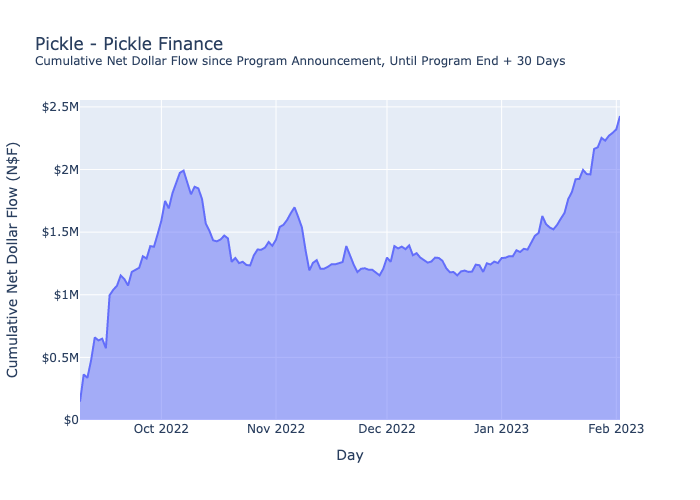 Pickle - Pickle Finance
Cumulative Net Dollar Flow since Program Announcement, Until Program End + 30 Days
Cumulative Net Dollar Flow (N$F)
$2.5M
$2M
$1.5M
$1M
$0.5M
$0
Oct 2022 Nov 2022 Dec 2022 Jan 2023 Feb 2023
Day